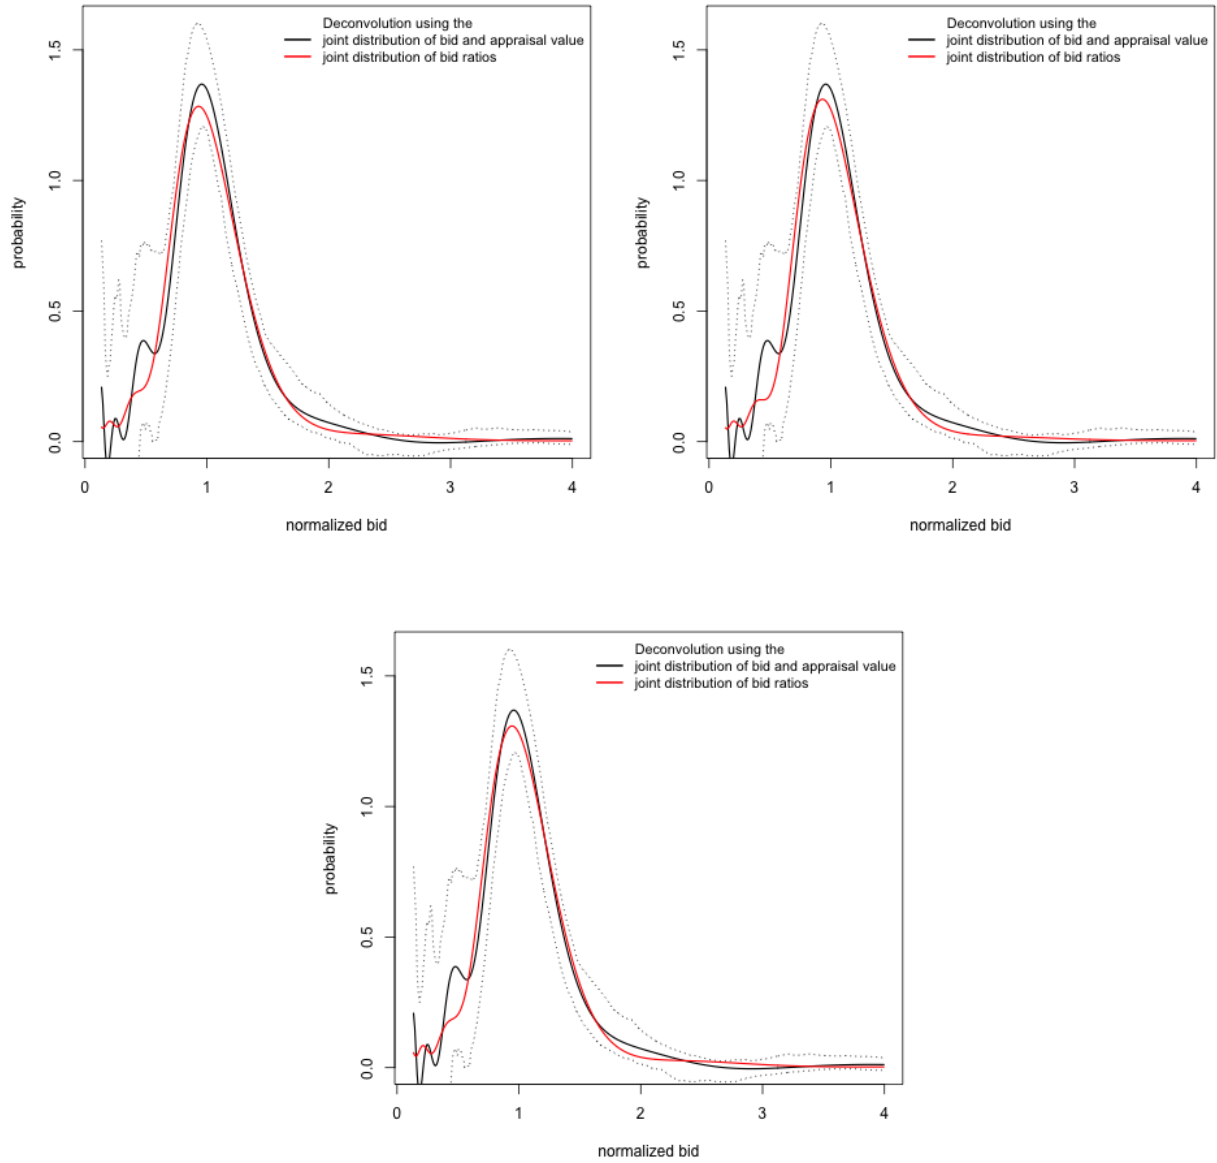 Deconvolution using the
joint distribution of bid and appraisal value
joint distribution of bid ratios
1.5
1.0
0.5
0.0
probability
0
1
2
3
4
normalized bid
Deconvolution using the
joint distribution of bid and appraisal value
joint distribution of bid ratios
1.5
1.0
0.5
0.0
probability
0
1
2
3
4
normalized bid
Deconvolution using the
joint distribution of bid and appraisal value
joint distribution of bid ratios
1.5
1.0
0.5
0.0
probability
0
1
2
3
4
normalized bid